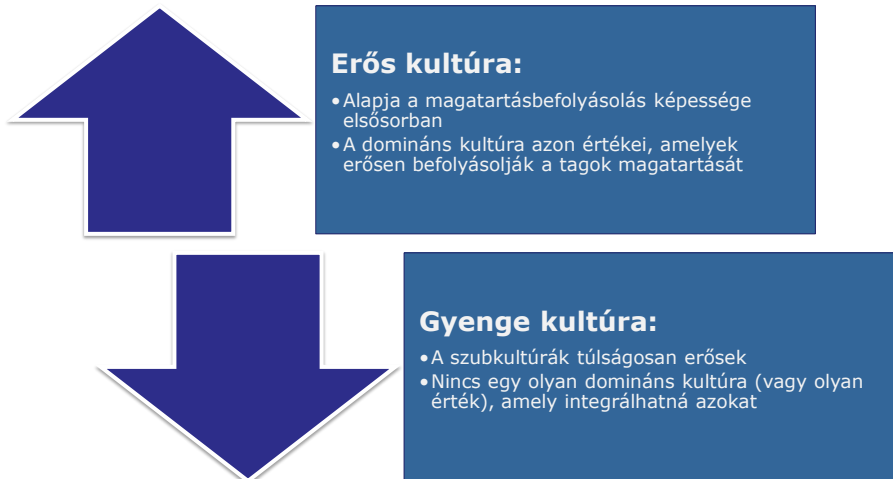 Erős kultúra:
•Alapja a magatartásbefolyásolás képessége
elsősorban
•A domináns kultúra azon értékei, amelyek
erősen befolyásolják a tagok magatartását
Gyenge kultúra:
•A szubkultúrák túlságosan erősek
•Nincs egy olyan domináns kultúra (vagy olyan
érték), amely integrálhatná azokat